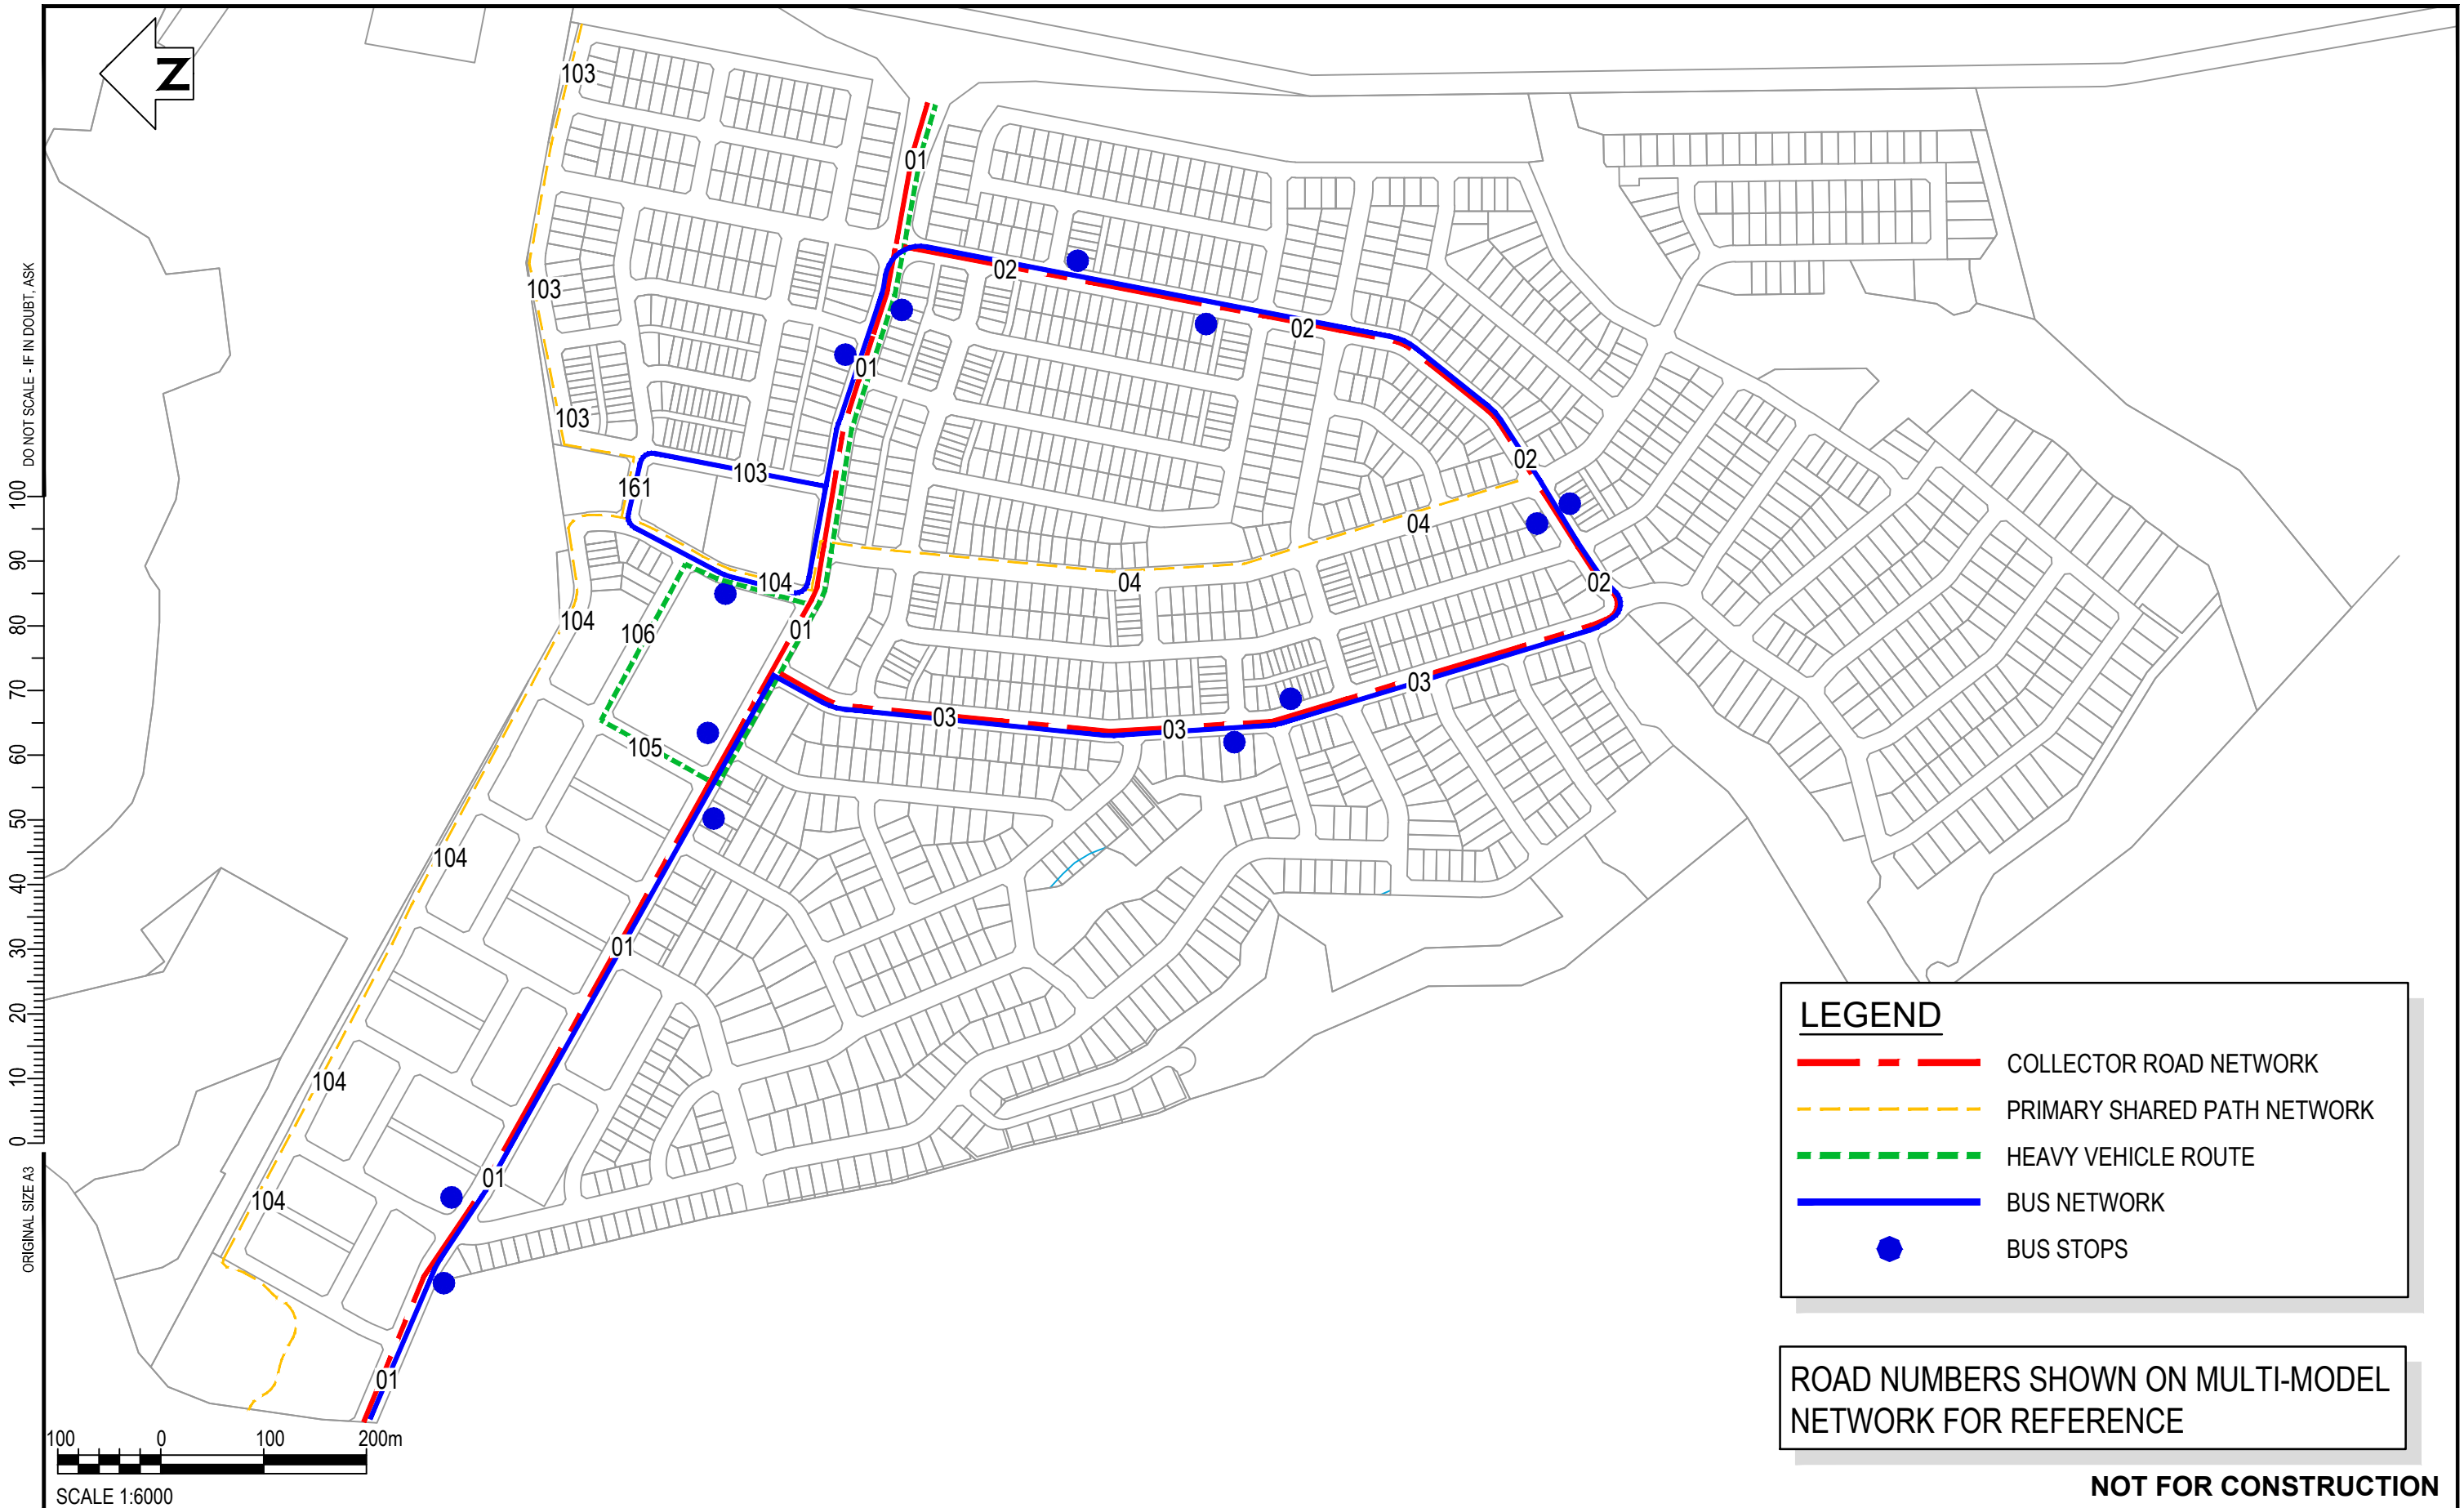 N
103
01
02
103
02
01
103
02
103
161
04
104
04
02
104
106
01
03
03
03
105
104
01
104
01
104
01
DO NOT SCALE - IF IN DOUBT, ASK
100
90
80
70
60
50
40
30
20
10
0
ORIGINAL SIZE A3
LEGEND
COLLECTOR ROAD NETWORK
PRIMARY SHARED PATH NETWORK
HEAVY VEHICLE ROUTE
BUS NETWORK
BUS STOPS
ROAD NUMBERS SHOWN ON MULTI-MODEL
NETWORK FOR REFERENCE
100 0 100 200m
SCALE 1:6000
NOT FOR CONSTRUCTION